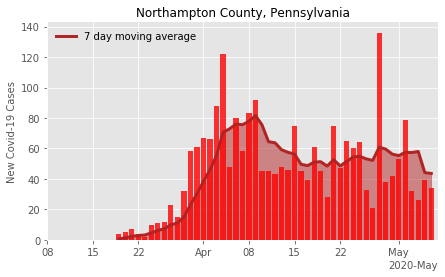 Northampton County, Pennsylvania
7 day moving average
New Covid-19 Cases
140
120
100
80
60
40
20
0
08 15 22 Apr 08 15 22 May
2020-May